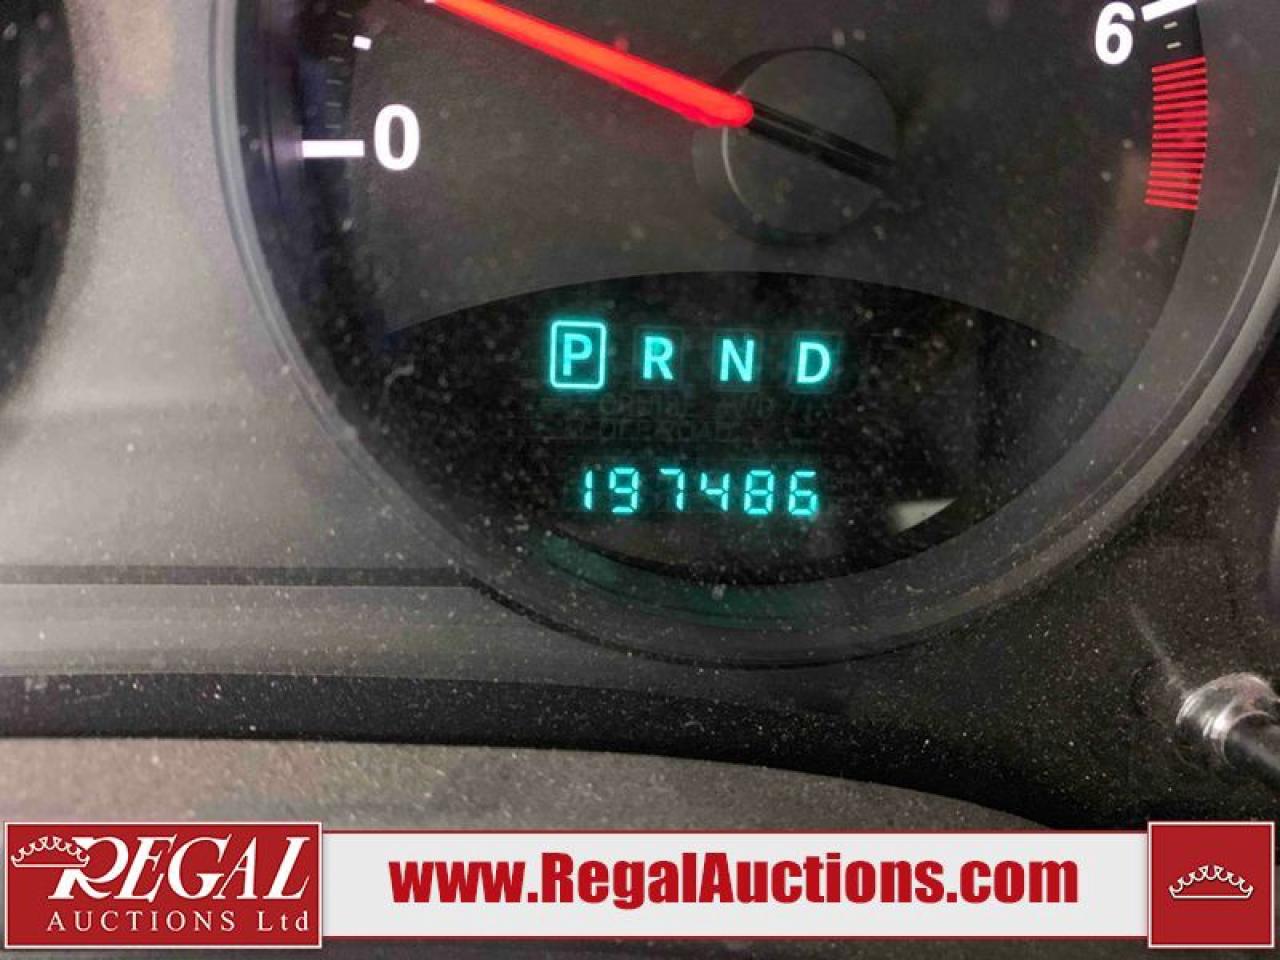 6
0
P R N D
197486
REGAL
AUCTIONS Ltd
www.RegalAuctions.com